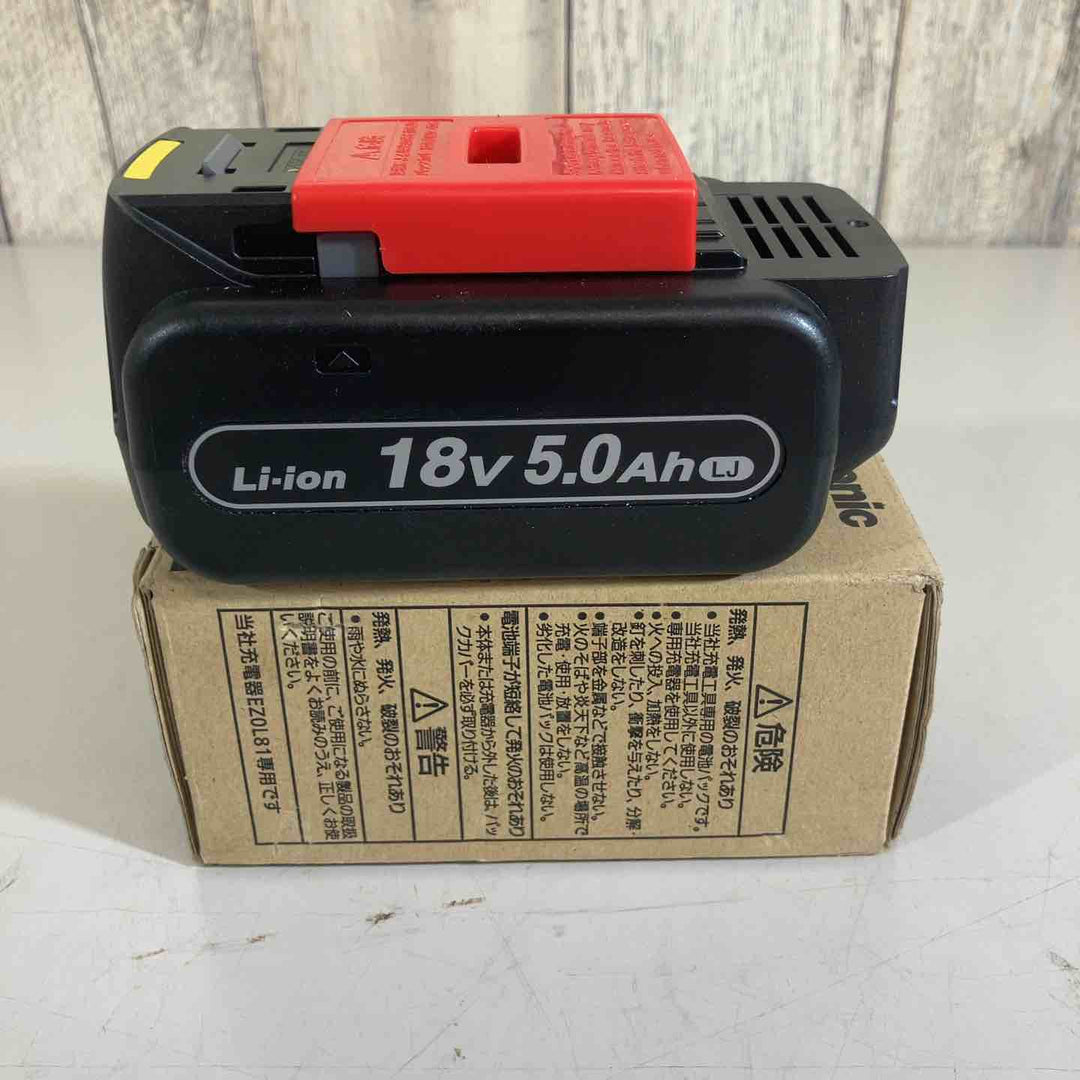 Li-ion 18V 5.0Ah LJ
危険
発熱、発火、破裂のおそれあり
•当社充電工具専用の電池パックです。
当社充電工具以外に使用しない。
•専用充電器を使用してください。
•火への投入、加熱をしない。
釘を刺したり、衝撃を与えたり、分解・
改造をしない。
•端子部を金属などで接触させない。
•火のそばや炎天下など高温の場所で
充電・使用・放置をしない。
•劣化した電池パックは使用しない。
電池端子が短絡して発火のおそれあり
•本体または充電器から外した後は、パッ
クカバーを必ず取り付ける。
警告
発熱、発火、破裂のおそれあり
•雨や水にぬらさない。
ご使用の前に、ご使用になる製品の取扱
説明書をよくお読みのうえ、正しくお使
いください。
当社充電器EZ0L81専用です